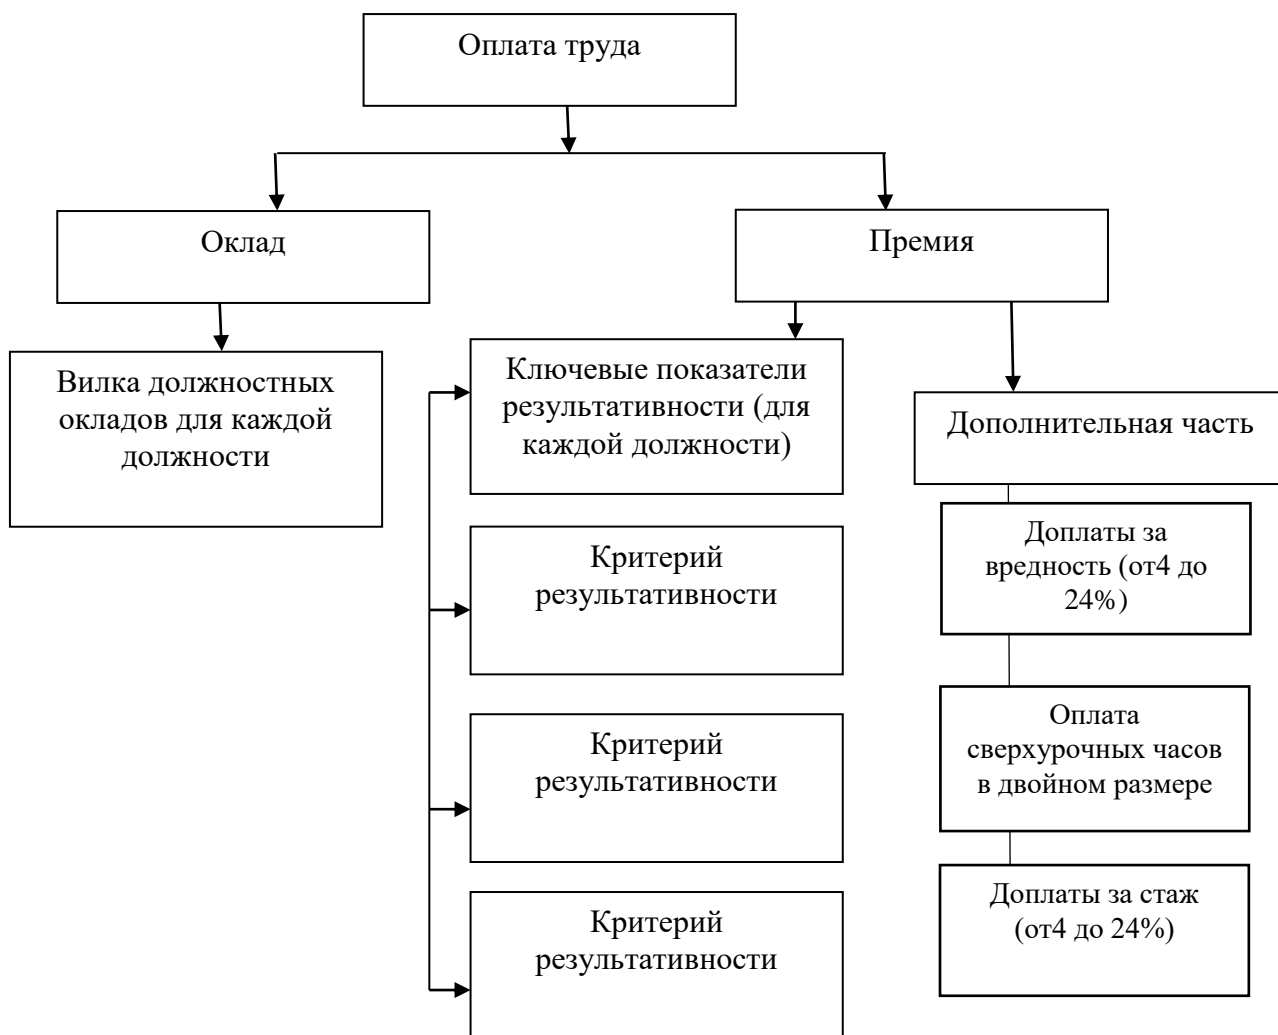 Оплата труда
Оклад
Премия
Вилка должностных
окладов для каждой
должности
Ключевые показатели
результативности (для
каждой должности)
Критерий
результативности
Критерий
результативности
Критерий
результативности
Дополнительная часть
Доплаты за
вредность (от4 до
24%)
Оплата
сверхурочных часов
в двойном размере
Доплаты за стаж
(от4 до 24%)